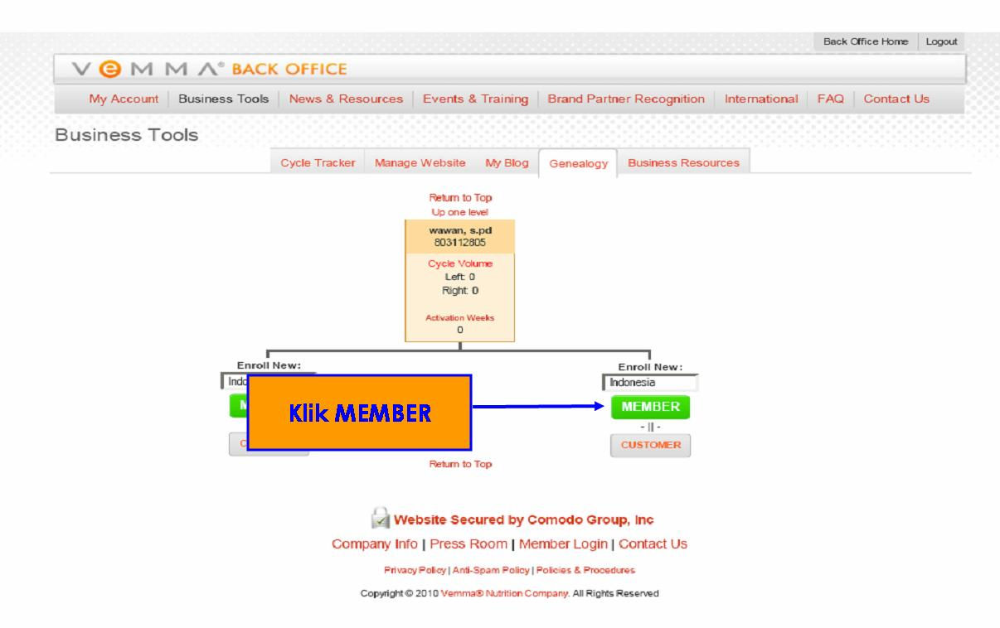 Back Office Home Logout
VEMMA® BACK OFFICE
My Account Business Tools News & Resources Events & Training Brand Partner Recognition International FAQ Contact Us
Business Tools
Cycle Tracker Manage Website My Blog Genealogy Business Resources
Return to Top
Up one level
wawan, s.pd
803112805
Cycle Volume
Left: 0
Right: 0
Activation Weeks
0
Enroll New:
Enroll New:
Indonesia
Klik MEMBER
MEMBER
- || -
CUSTOMER
Return to Top
Website Secured by Comodo Group, Inc
Company Info | Press Room | Member Login | Contact Us
Privacy Policy | Anti-Spam Policy | Policies & Procedures
Copyright © 2010 Vemma® Nutrition Company. All Rights Reserved